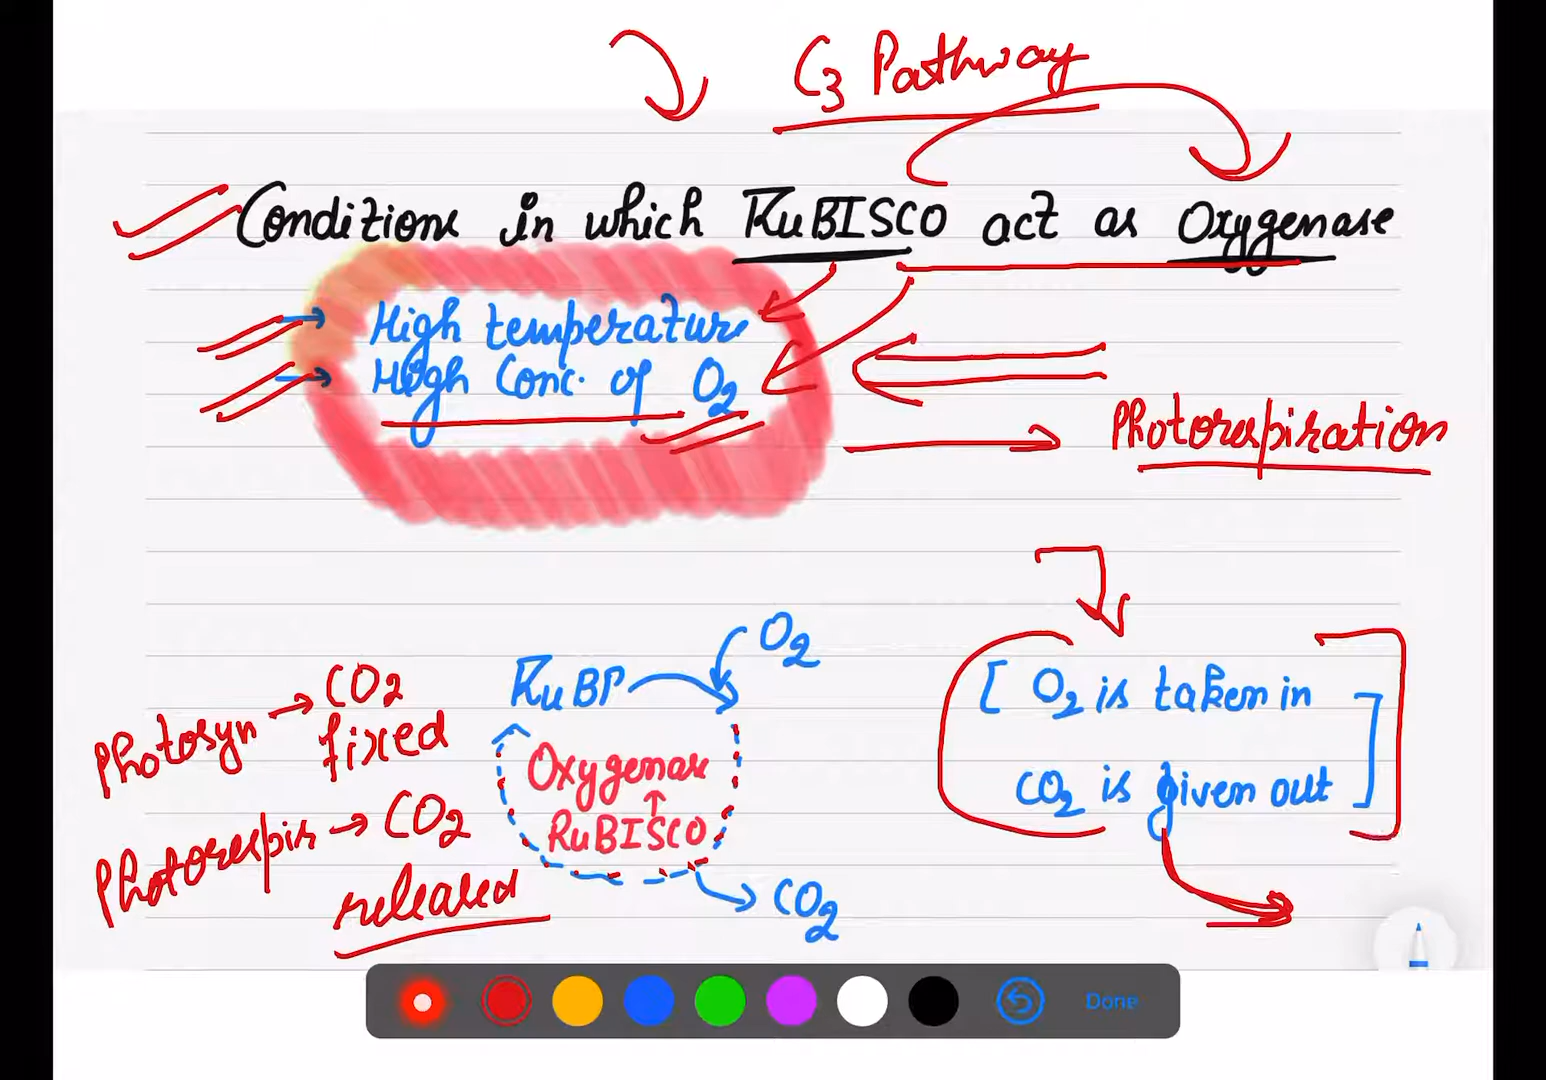 C3 Pathway
Conditions in which RuBISCO act as Oxygenase
High temperature
High Conc. of O2
Photorespiration
RuBP
O2
Oxygenase
RuBISCO
CO2
Photosyn → CO2
fixed
Photorespir → CO2
released
[ O2 is taken in
CO2 is given out ]
Done